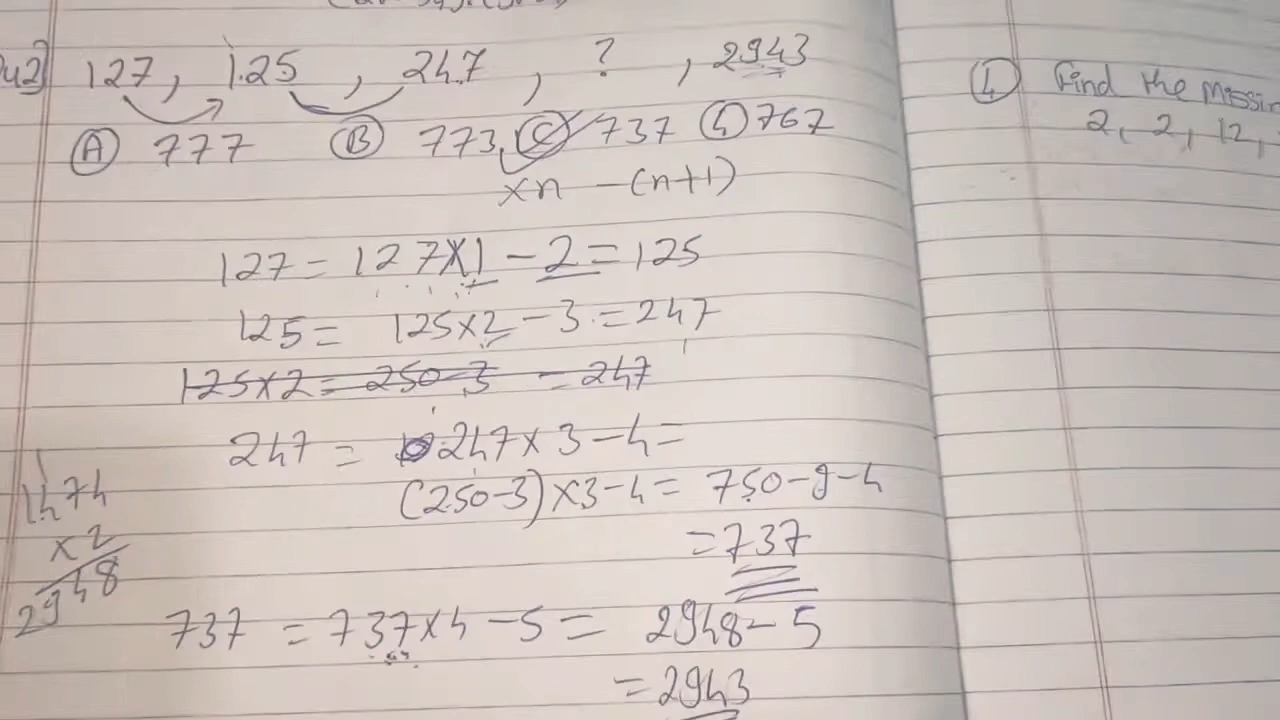 127, 125, 247, ?, 2943
(A) 777 (B) 773, (C) 737 (4) 767
×n -(n+1)
127 = 127×1 - 2 = 125
125 = 125×2 - 3 = 247
125×2 = 250-3 = 247
247 = 247×3-4 =
(250-3)×3-4 = 750-9-4
= 737
737 = 737×4 -5 = 2948-5
= 2943
1474
×2
2948
(4) Find the
2, 2, 12,